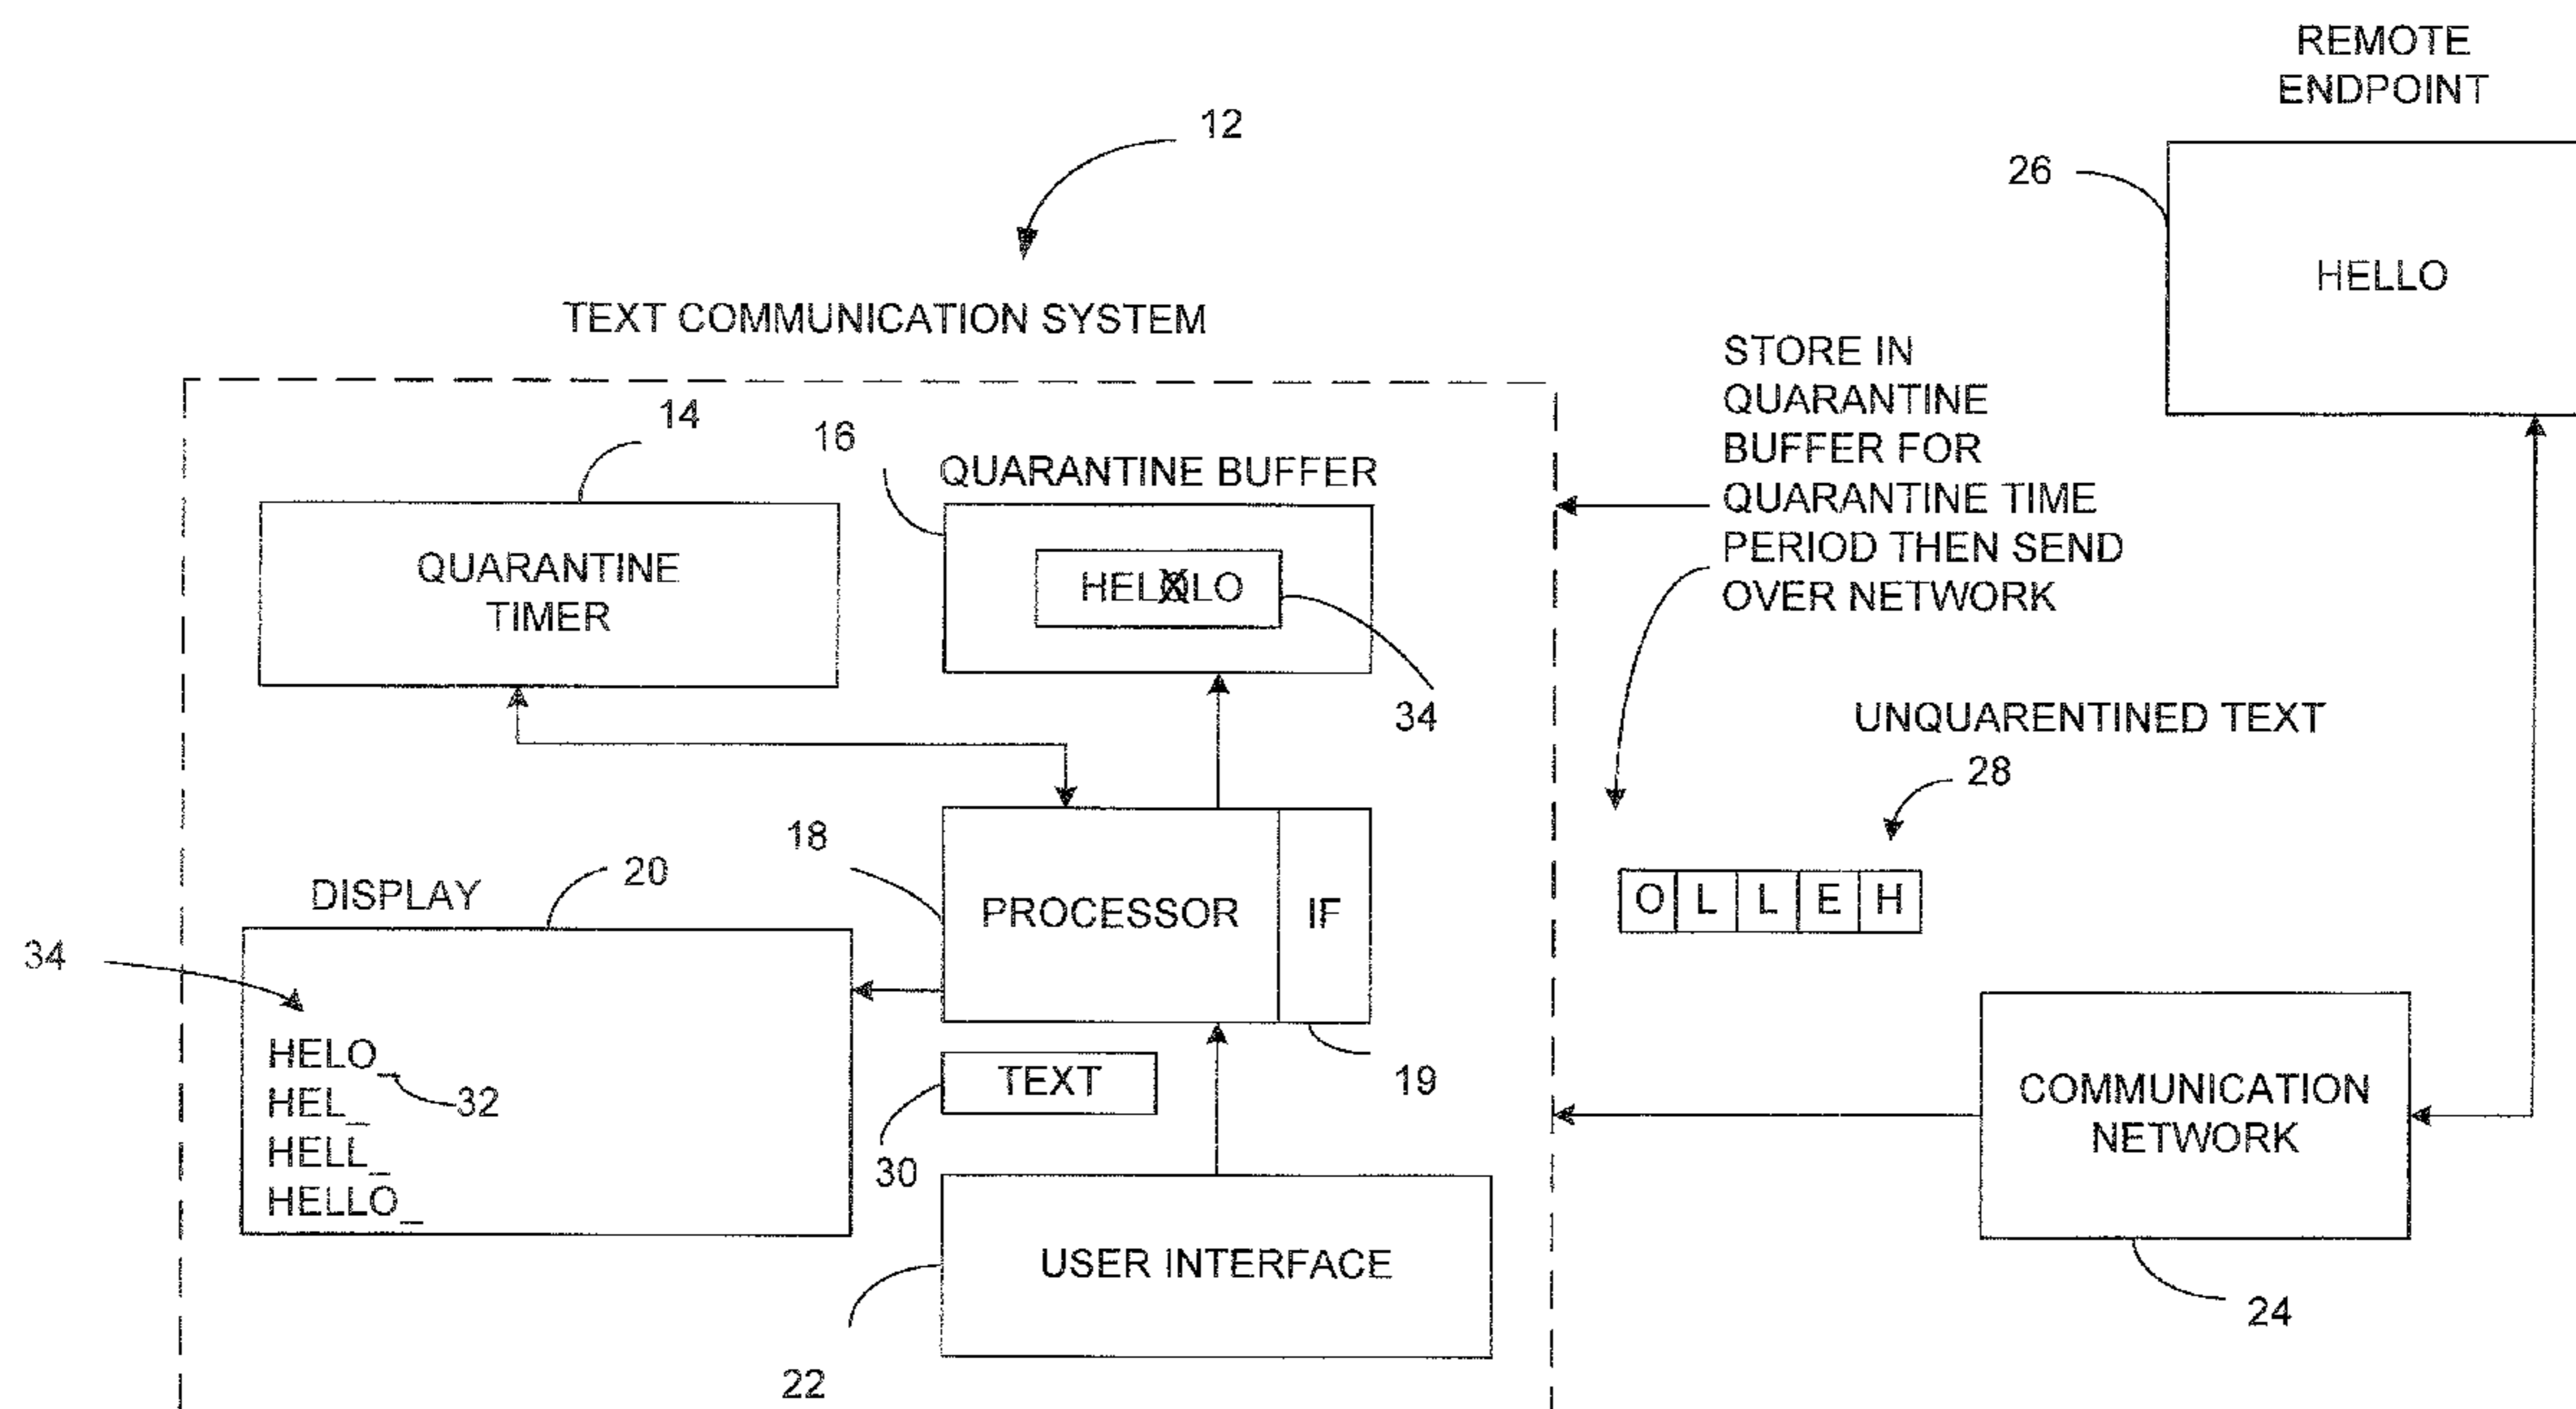 REMOTE
ENDPOINT
12
26
HELLO
TEXT COMMUNICATION SYSTEM
STORE IN
QUARANTINE
BUFFER FOR
QUARANTINE TIME
PERIOD THEN SEND
OVER NETWORK
14
16
QUARANTINE BUFFER
QUARANTINE
TIMER
HELOLO
34
UNQUARENTINED TEXT
28
18
20
DISPLAY
PROCESSOR
IF
O L L E H
34
HELO_
32
HEL_
HELL_
HELLO_
TEXT
19
30
COMMUNICATION
NETWORK
USER INTERFACE
24
22